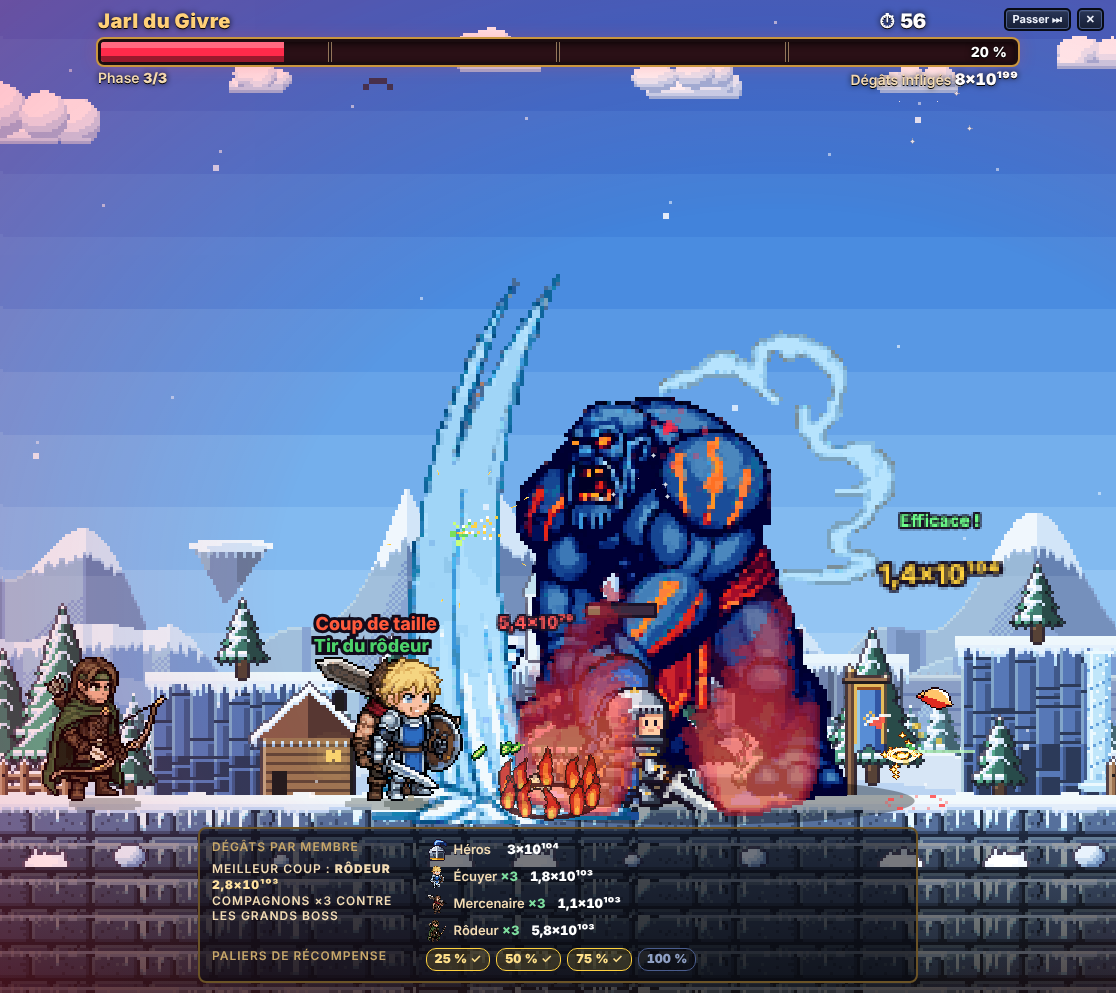 Jarl du Givre
56
Passer ⏭
✕
20 %
Phase 3/3
Dégâts infligés 8×10¹⁹⁹
Efficace !
1,4×10¹⁰⁴
Coup de taille
5,4×10⁷⁹
Tir du rôdeur
DÉGÂTS PAR MEMBRE
MEILLEUR COUP : RÔDEUR
2,8×10¹⁰³
COMPAGNONS ×3 CONTRE
LES GRANDS BOSS
Héros 3×10¹⁰⁴
Écuyer ×3 1,8×10¹⁰³
Mercenaire ×3 1,1×10¹⁰³
Rôdeur ×3 5,8×10¹⁰³
PALIERS DE RÉCOMPENSE
25 % ✓ 50 % ✓ 75 % ✓ 100 %